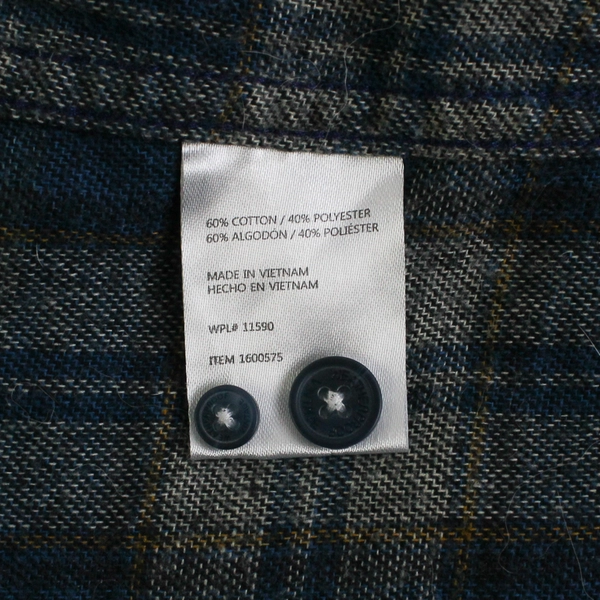 60% COTTON / 40% POLYESTER
60% ALGODÓN / 40% POLIÉSTER
MADE IN VIETNAM
HECHO EN VIETNAM
WPL# 11590
ITEM 1600575